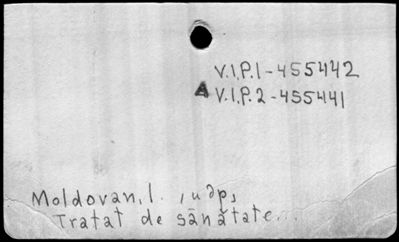 V.I.P.1-455442
A V.I.P.2-455441
Moldovan, I.
Tratat de sănătate...